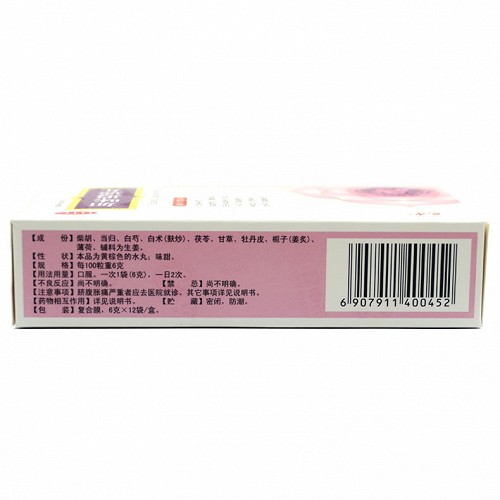 【成    份】柴胡、当归、白芍、白术(麸炒)、茯苓、甘草、牡丹皮、栀子(姜炙)、
薄荷。辅料为生姜。
【性    状】本品为黄棕色的水丸；味甜。
【规    格】每100粒重6克
【用法用量】口服。一次1袋(6克)，一日2次。
【不良反应】尚不明确。 【禁    忌】尚不明确。
【注意事项】脐腹胀痛严重者应去医院就诊。其它事项详见说明书。
【药物相互作用】详见说明书。 【贮    藏】密闭，防潮。
【包    装】复合膜，6克×12袋/盒。
6 907911 400452